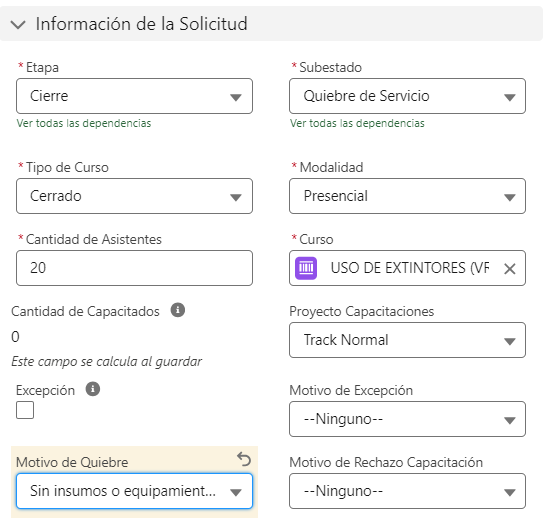 Información de la Solicitud
*Etapa
Cierre
Ver todas las dependencias
*Subestado
Quiebre de Servicio
Ver todas las dependencias
*Tipo de Curso
Cerrado
*Modalidad
Presencial
*Cantidad de Asistentes
20
*Curso
USO DE EXTINTORES (VF
Cantidad de Capacitados
0
Este campo se calcula al guardar
Proyecto Capacitaciones
Track Normal
Excepción
Motivo de Excepción
--Ninguno--
Motivo de Quiebre
Sin insumos o equipamient...
Motivo de Rechazo Capacitación
--Ninguno--